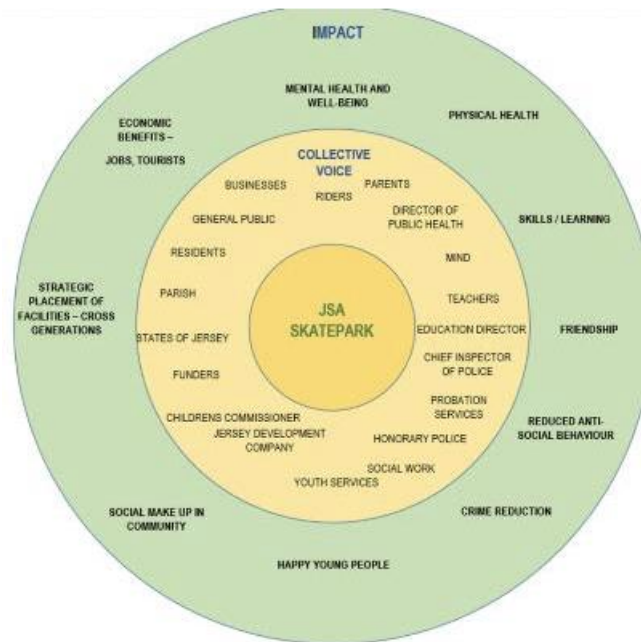 IMPACT
MENTAL HEALTH AND
WELL-BEING
PHYSICAL HEALTH
ECONOMIC
BENEFITS –
JOBS, TOURISTS
SKILLS / LEARNING
STRATEGIC
PLACEMENT OF
FACILITIES – CROSS
GENERATIONS
FRIENDSHIP
REDUCED ANTI-
SOCIAL BEHAVIOUR
SOCIAL MAKE UP IN
COMMUNITY
CRIME REDUCTION
HAPPY YOUNG PEOPLE
COLLECTIVE
VOICE
BUSINESSES
RIDERS
PARENTS
GENERAL PUBLIC
DIRECTOR OF
PUBLIC HEALTH
RESIDENTS
MIND
PARISH
TEACHERS
STATES OF JERSEY
EDUCATION DIRECTOR
FUNDERS
CHIEF INSPECTOR
OF POLICE
PROBATION
SERVICES
CHILDRENS COMMISSIONER
JERSEY DEVELOPMENT
COMPANY
HONORARY POLICE
SOCIAL WORK
YOUTH SERVICES
JSA
SKATEPARK